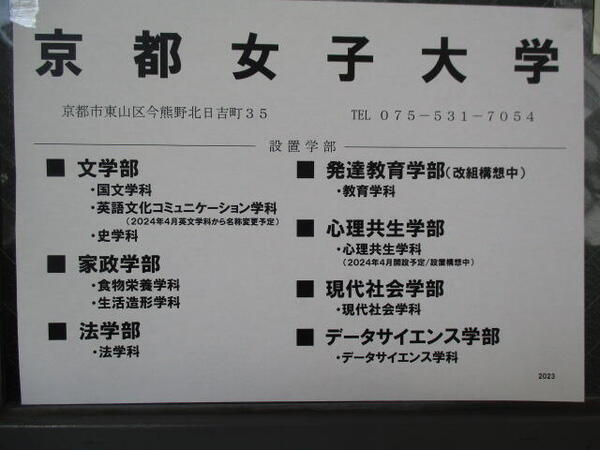 京都女子大学
京都市東山区今熊野北日吉町35
TEL 075-531-7054
設置学部
■ 文学部
・国文学科
・英語文化コミュニケーション学科
(2024年4月英文学科から名称変更予定)
・史学科
■ 家政学部
・食物栄養学科
・生活造形学科
■ 法学部
・法学科
■ 発達教育学部(改組構想中)
・教育学科
■ 心理共生学部
・心理共生学科
(2024年4月開設予定/設置構想中)
■ 現代社会学部
・現代社会学科
■ データサイエンス学部
・データサイエンス学科
2023